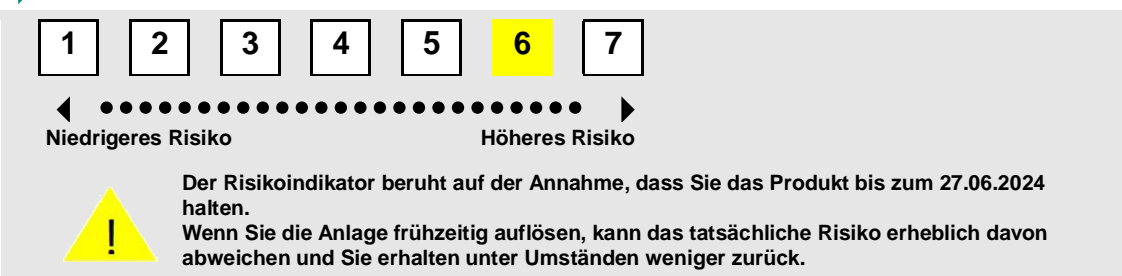 1 2 3 4 5 6 7
Niedrigeres Risiko Höheres Risiko
Der Risikoindikator beruht auf der Annahme, dass Sie das Produkt bis zum 27.06.2024
halten.
Wenn Sie die Anlage frühzeitig auflösen, kann das tatsächliche Risiko erheblich davon
abweichen und Sie erhalten unter Umständen weniger zurück.
!